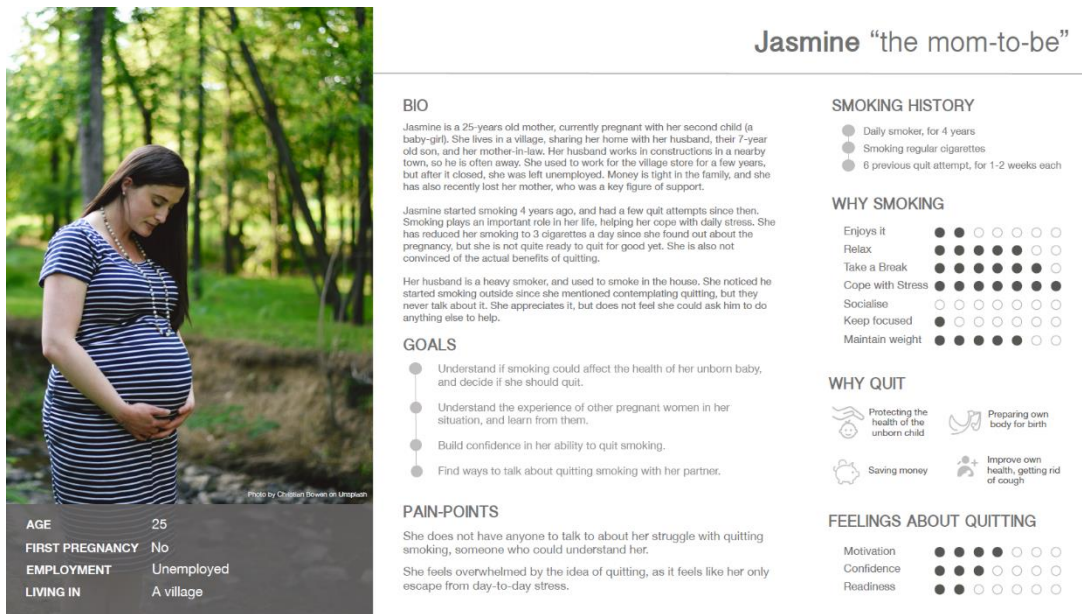 Jasmine “the mom-to-be”
Photo by Christian Bowen on Unsplash
AGE 25
FIRST PREGNANCY No
EMPLOYMENT Unemployed
LIVING IN A village
BIO
Jasmine is a 25-years old mother, currently pregnant with her second child (a
baby-girl). She lives in a village, sharing her home with her husband, their 7-year
old son, and her mother-in-law. Her husband works in constructions in a nearby
town, so he is often away. She used to work for the village store for a few years,
but after it closed, she was left unemployed. Money is tight in the family, and she
has also recently lost her mother, who was a key figure of support.
Jasmine started smoking 4 years ago, and had a few quit attempts since then.
Smoking plays an important role in her life, helping her cope with daily stress. She
has reduced her smoking to 3 cigarettes a day since she found out about the
pregnancy, but she is not quite ready to quit for good yet. She is also not
convinced of the actual benefits of quitting.
Her husband is a heavy smoker, and used to smoke in the house. She noticed he
started smoking outside since she mentioned contemplating quitting, but they
never talk about it. She appreciates it, but does not feel she could ask him to do
anything else to help.
GOALS
Understand if smoking could affect the health of her unborn baby,
and decide if she should quit.
Understand the experience of other pregnant women in her
situation, and learn from them.
Build confidence in her ability to quit smoking.
Find ways to talk about quitting smoking with her partner.
PAIN-POINTS
She does not have anyone to talk to about her struggle with quitting
smoking, someone who could understand her.
She feels overwhelmed by the idea of quitting, as it feels like her only
escape from day-to-day stress.
SMOKING HISTORY
Daily smoker, for 4 years
Smoking regular cigarettes
6 previous quit attempt, for 1-2 weeks each
WHY SMOKING
Enjoys it
Relax
Take a Break
Cope with Stress
Socialise
Keep focused
Maintain weight
WHY QUIT
Protecting the
health of the
unborn child
Preparing own
body for birth
Saving money
Improve own
health, getting rid
of cough
FEELINGS ABOUT QUITTING
Motivation
Confidence
Readiness